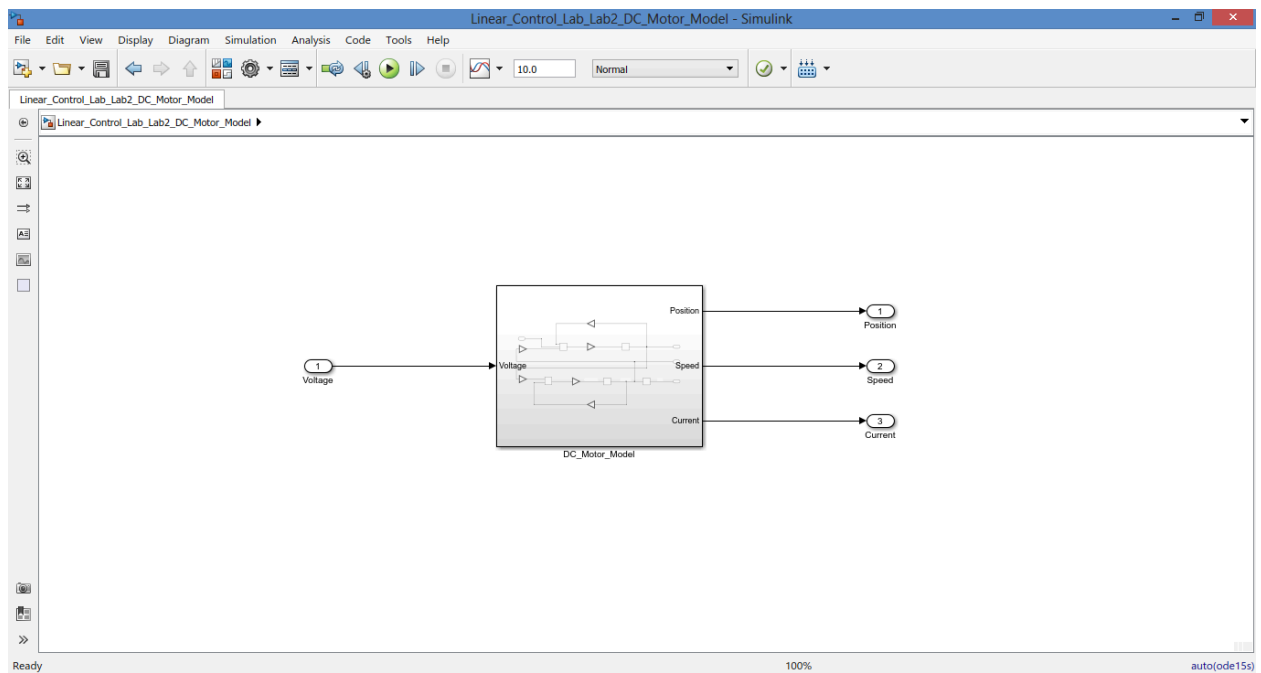 Linear_Control_Lab_Lab2_DC_Motor_Model - Simulink
File Edit View Display Diagram Simulation Analysis Code Tools Help
10.0 Normal
Linear_Control_Lab_Lab2_DC_Motor_Model
Linear_Control_Lab_Lab2_DC_Motor_Model
Position
1
Position
1
Voltage
Voltage
Speed
2
Speed
Current
3
Current
DC_Motor_Model
Ready 100% auto(ode15s)